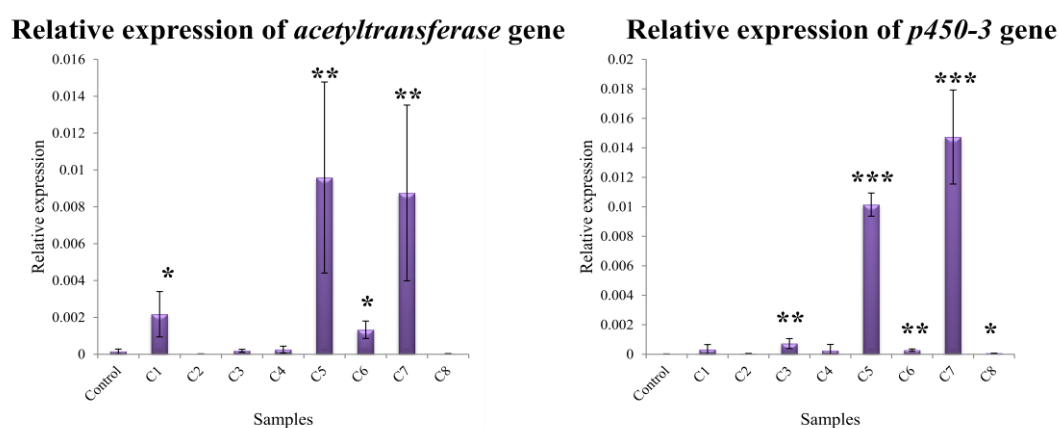 Relative expression of acetyltransferase gene
0.016
0.014
0.012
0.01
0.008
0.006
0.004
0.002
0
Relative expression
*
**
*
**
Control
C1
C2
C3
C4
C5
C6
C7
C8
Samples
Relative expression of p450-3 gene
0.02
0.018
0.016
0.014
0.012
0.01
0.008
0.006
0.004
0.002
0
Relative expression
**
***
**
***
*
Control
C1
C2
C3
C4
C5
C6
C7
C8
Samples